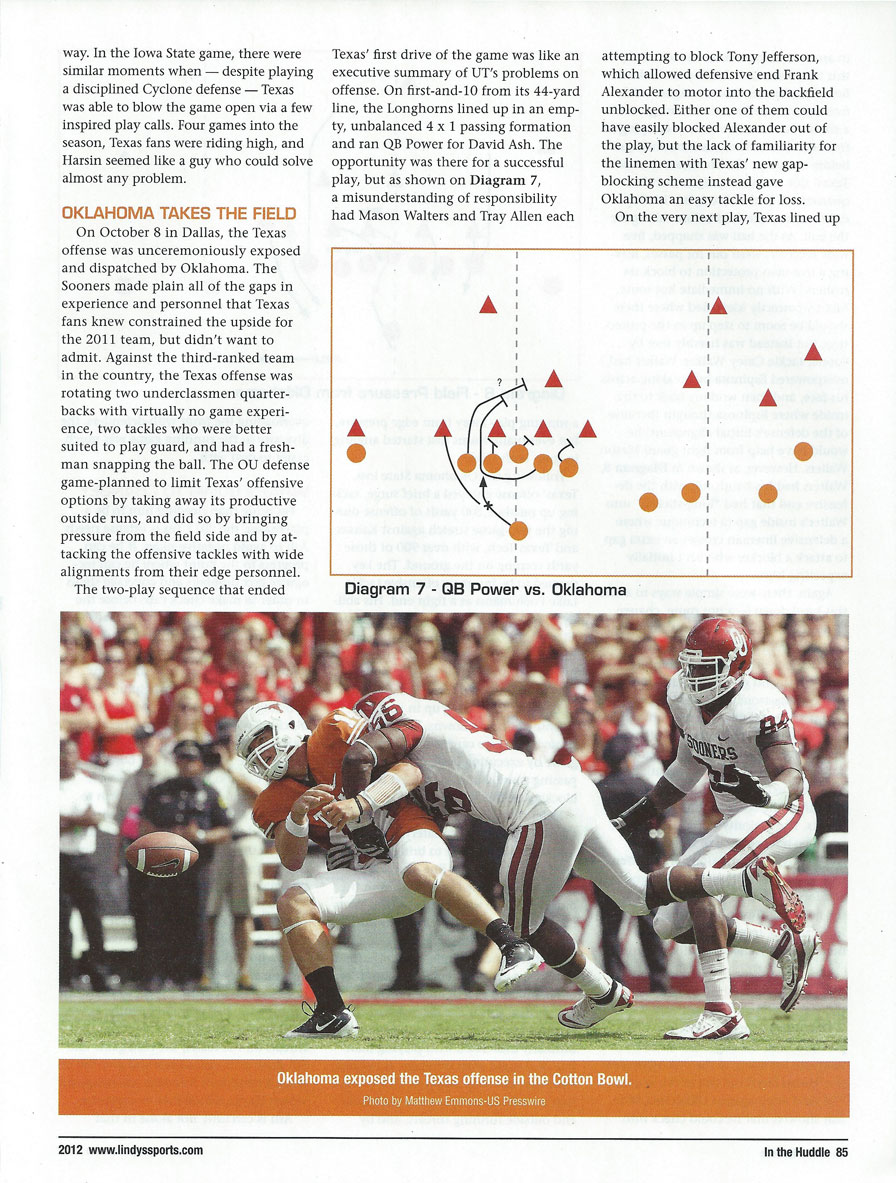 way. In the Iowa State game, there were
similar moments when — despite playing
a disciplined Cyclone defense — Texas
was able to blow the game open via a few
inspired play calls. Four games into the
season, Texas fans were riding high, and
Harsin seemed like a guy who could solve
almost any problem.
OKLAHOMA TAKES THE FIELD
On October 8 in Dallas, the Texas
offense was unceremoniously exposed
and dispatched by Oklahoma. The
Sooners made plain all of the gaps in
experience and personnel that Texas
fans knew constrained the upside for
the 2011 team, but didn't want to
admit. Against the third-ranked team
in the country, the Texas offense was
rotating two underclassmen quarter-
backs with virtually no game experi-
ence, two tackles who were better
suited to play guard, and had a fresh-
man snapping the ball. The OU defense
game-planned to limit Texas' offensive
options by taking away its productive
outside runs, and did so by bringing
pressure from the field side and by at-
tacking the offensive tackles with wide
alignments from their edge personnel.
The two-play sequence that ended
Texas' first drive of the game was like an
executive summary of UT's problems on
offense. On first-and-10 from its 44-yard
line, the Longhorns lined up in an emp-
ty, unbalanced 4 x 1 passing formation
and ran QB Power for David Ash. The
opportunity was there for a successful
play, but as shown on Diagram 7,
a misunderstanding of responsibility
had Mason Walters and Tray Allen each
attempting to block Tony Jefferson,
which allowed defensive end Frank
Alexander to motor into the backfield
unblocked. Either one of them could
have easily blocked Alexander out of
the play, but the lack of familiarity for
the linemen with Texas' new gap-
blocking scheme instead gave
Oklahoma an easy tackle for loss.
On the very next play, Texas lined up
?
Diagram 7 - QB Power vs. Oklahoma
SOONERS
84
Oklahoma exposed the Texas offense in the Cotton Bowl.
Photo by Matthew Emmons-US Presswire
2012 www.lindyssports.com
In the Huddle 85